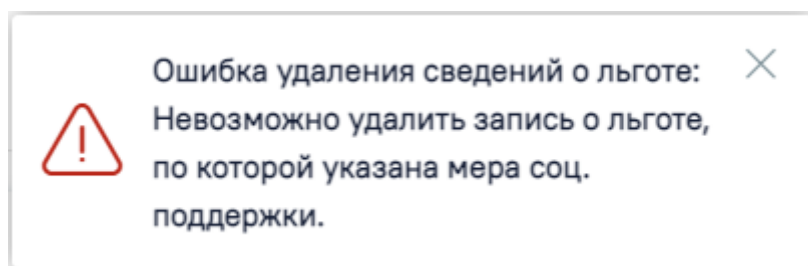 Ошибка удаления сведений о льготе:
Невозможно удалить запись о льготе,
по которой указана мера соц.
поддержки.